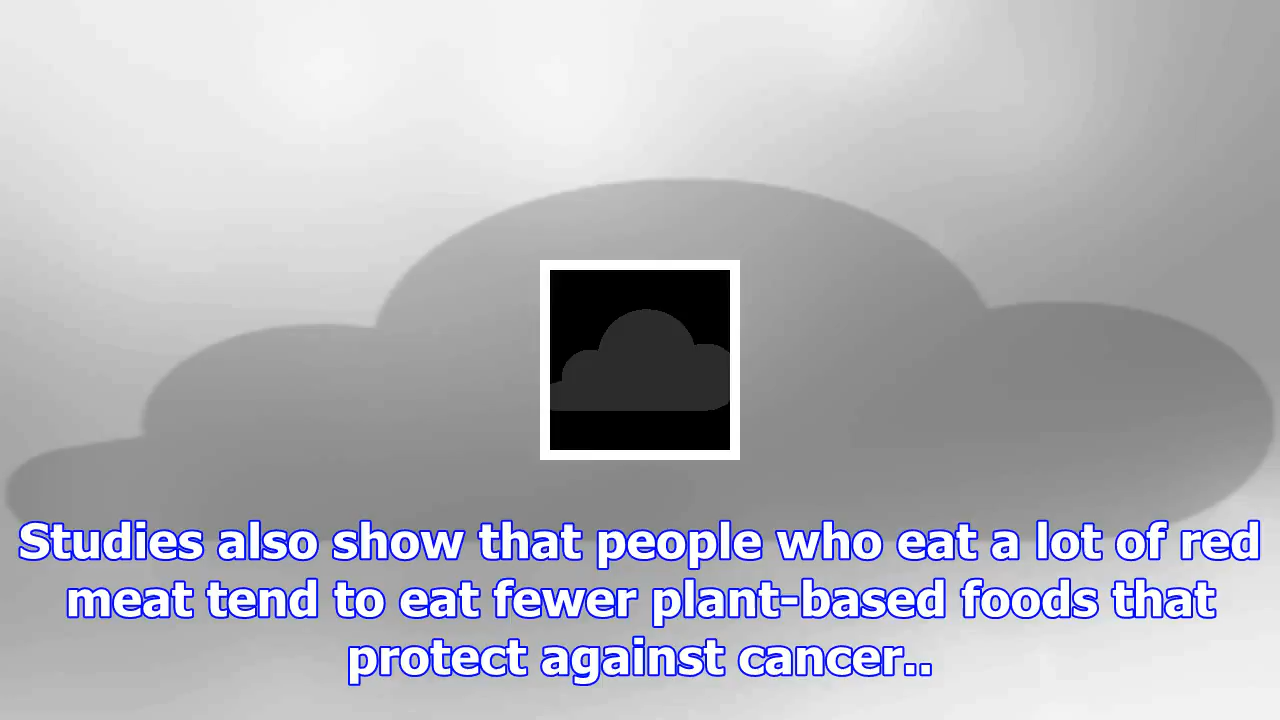 Studies also show that people who eat a lot of red
meat tend to eat fewer plant-based foods that
protect against cancer..